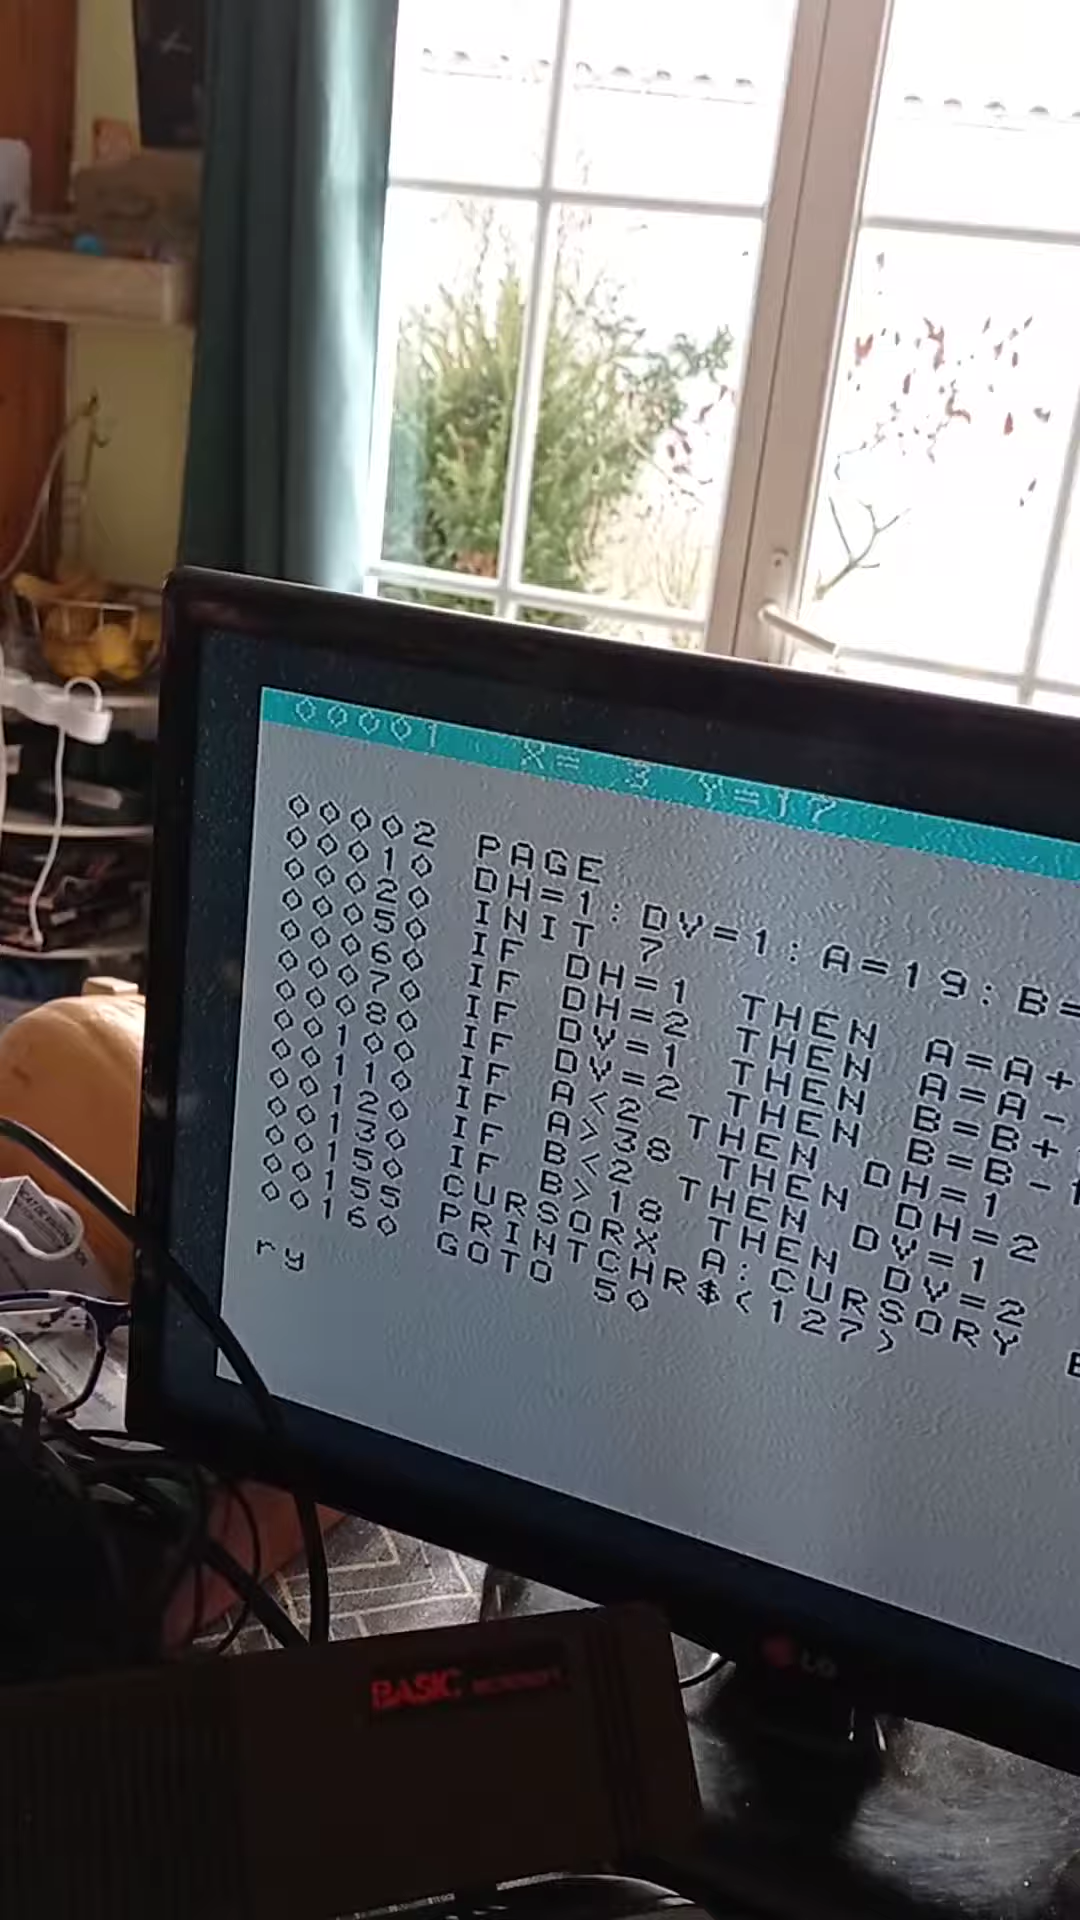 00001 X= 3 Y=17
00002 PAGE
00010 DH=1:DV=1:A=19:B=
00020 INIT 7
00050 IF DH=1 THEN A=A+
00060 IF DH=2 THEN A=A-
00070 IF DV=1 THEN B=B+
00080 IF DV=2 THEN B=B-1
00100 IF A<2 THEN DH=1
00110 IF A>38 THEN DH=2
00120 IF B<2 THEN DV=1
00130 IF B>18 THEN DV=2
00150 CURSORX A:CURSORY
00155 PRINTCHR$(127)
00160 GOTO 50
ry
LG
BASIC MICROSOFT